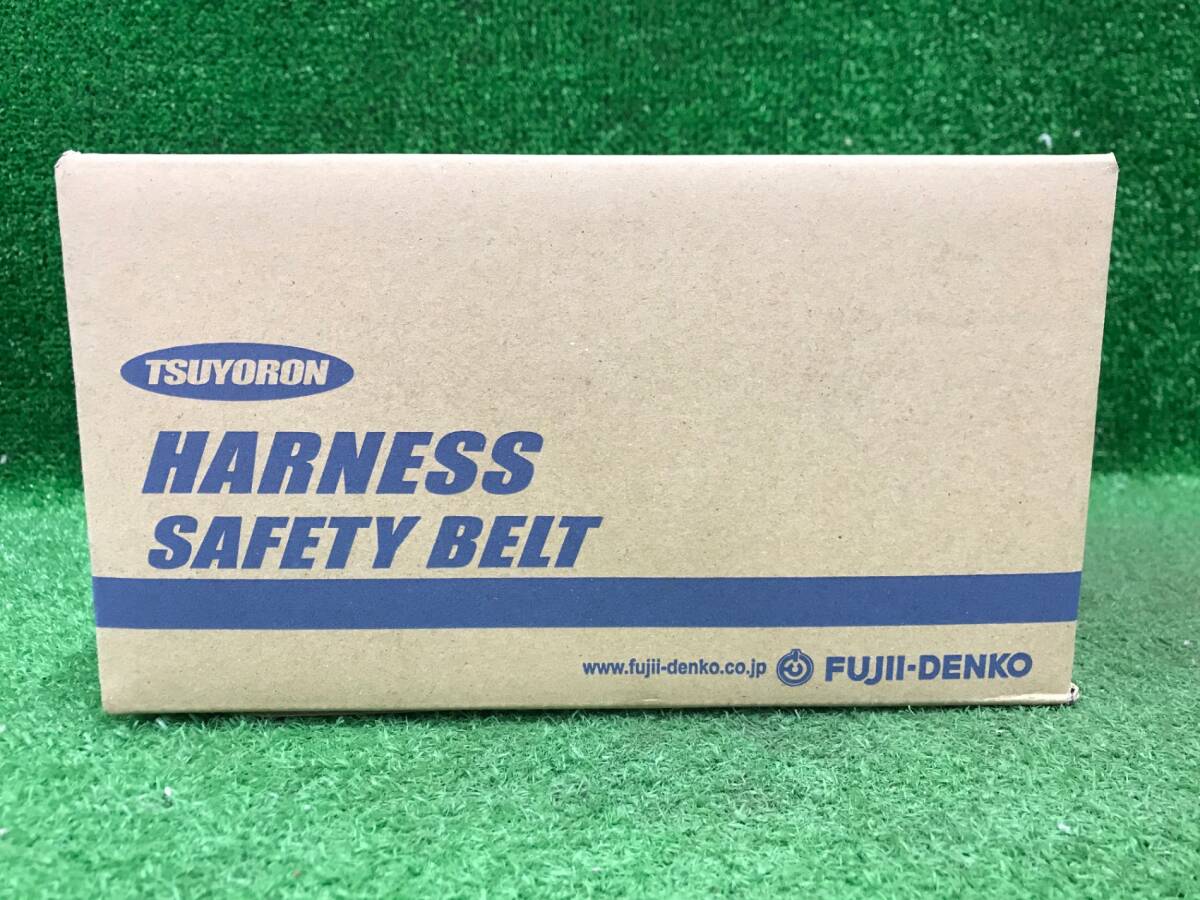 TSUYORON
HARNESS
SAFETY BELT
www.fujii-denko.co.jp FUJII-DENKO